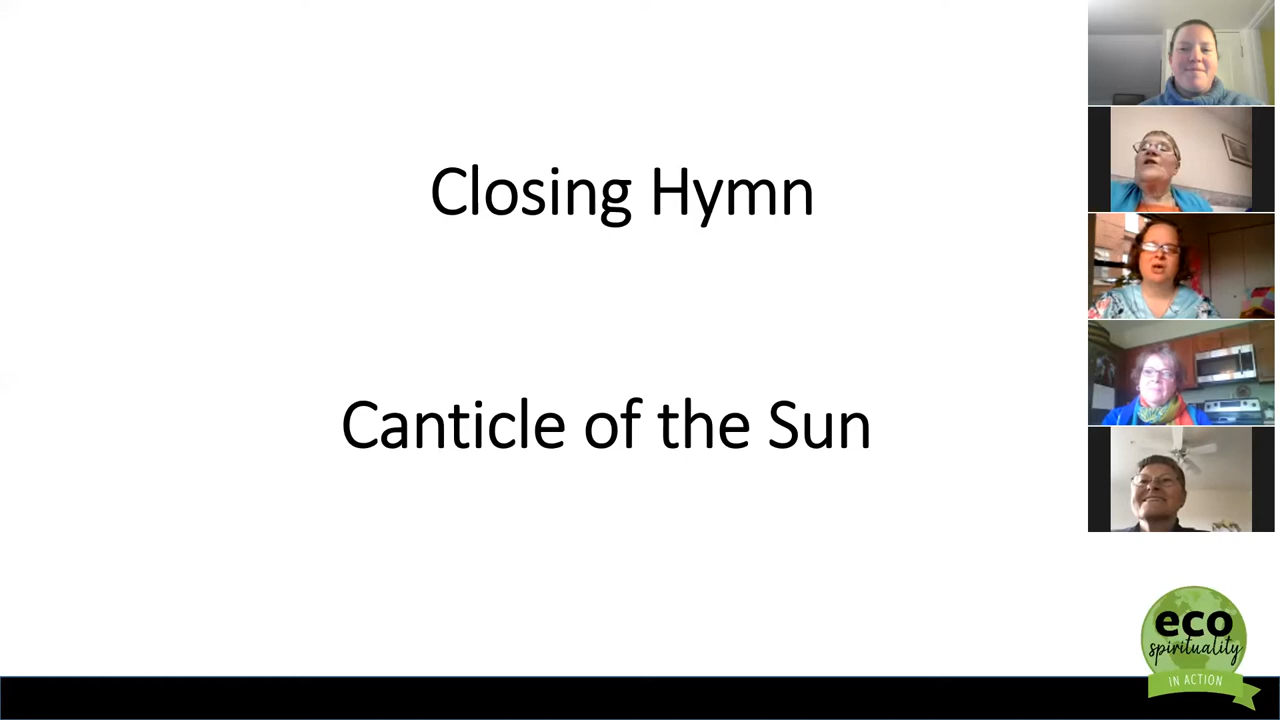 Closing Hymn
Canticle of the Sun
eco
spirituality
IN ACTION